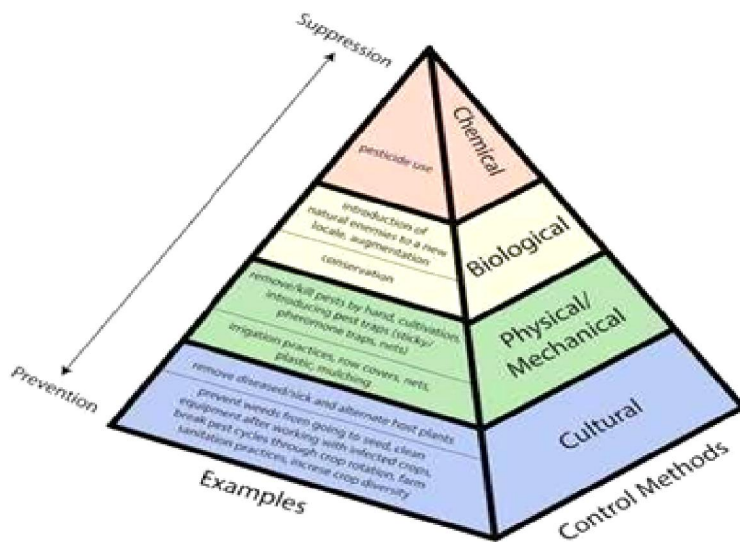 Suppression
Chemical
pesticide use
Biological
introduction of
natural enemies to a new
locale, augmentation
conservation
Physical/
Mechanical
remove/kill pests by hand, cultivation,
introducing pest traps (sticky/
pheromone traps, nets)
irrigation practices, row covers, nets,
plastic, mulching
Prevention
Cultural
remove diseased/sick and alternate host plants
prevent weeds from going to seed, clean
equipment after working with infected crops,
break pest cycles through crop rotation, farm
sanitation practices, increse crop diversity
Examples
Control Methods